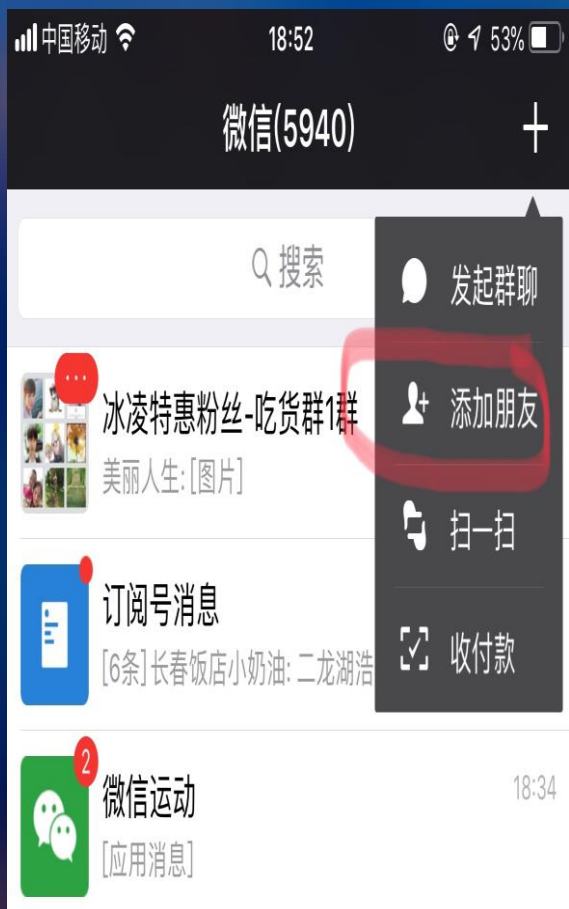 中国移动 18:52 53%
微信(5940)
搜索
发起群聊
添加朋友
扫一扫
收付款
冰凌特惠粉丝-吃货群1群
美丽人生: [图片]
订阅号消息
[6条] 长春饭店小奶油: 二龙湖浩
2
微信运动 18:34
[应用消息]